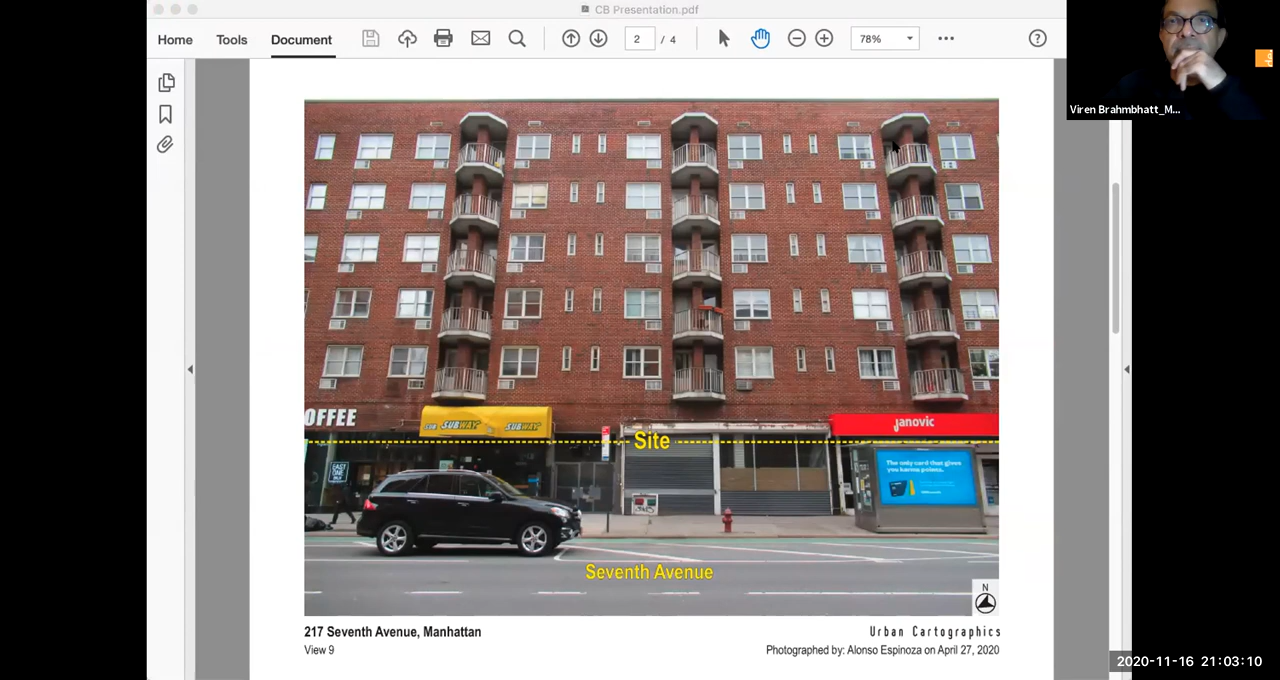 CB Presentation.pdf
Home Tools Document 2 / 4 78%
Viren Brahmbhatt_M...
OFFEE
SUBWAY SUBWAY
janovic
Site
The only card that gives
you karma points.
EAST
ONE
Seventh Avenue
N
217 Seventh Avenue, Manhattan
Urban Cartographics
View 9
Photographed by: Alonso Espinoza on April 27, 2020
2020-11-16 21:03:10